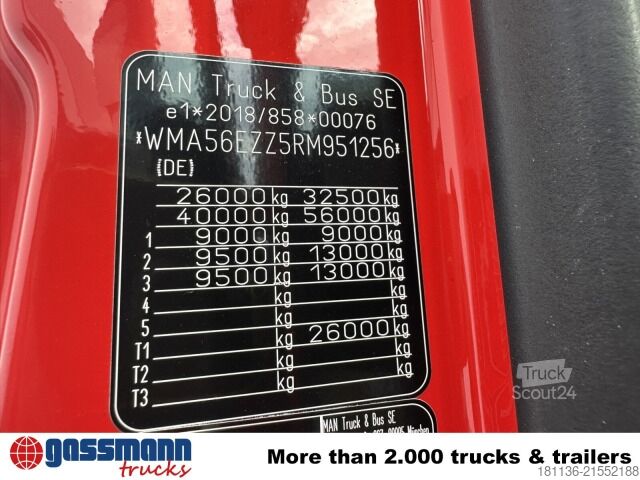 MAN Truck & Bus SE
e1*2018/858*00076
*WMA56EZZ5RM951256*
(DE)
26000 kg 32500 kg
40000 kg 56000 kg
1 9000 kg 9000 kg
2 9500 kg 13000 kg
3 9500 kg 13000 kg
4 kg kg
5 kg kg
T1 kg 26000 kg
T2 kg kg
T3 kg kg
MAN Truck & Bus SE
München
Truck
Scout24
gassmann
trucks
More than 2.000 trucks & trailers
181136-21552188